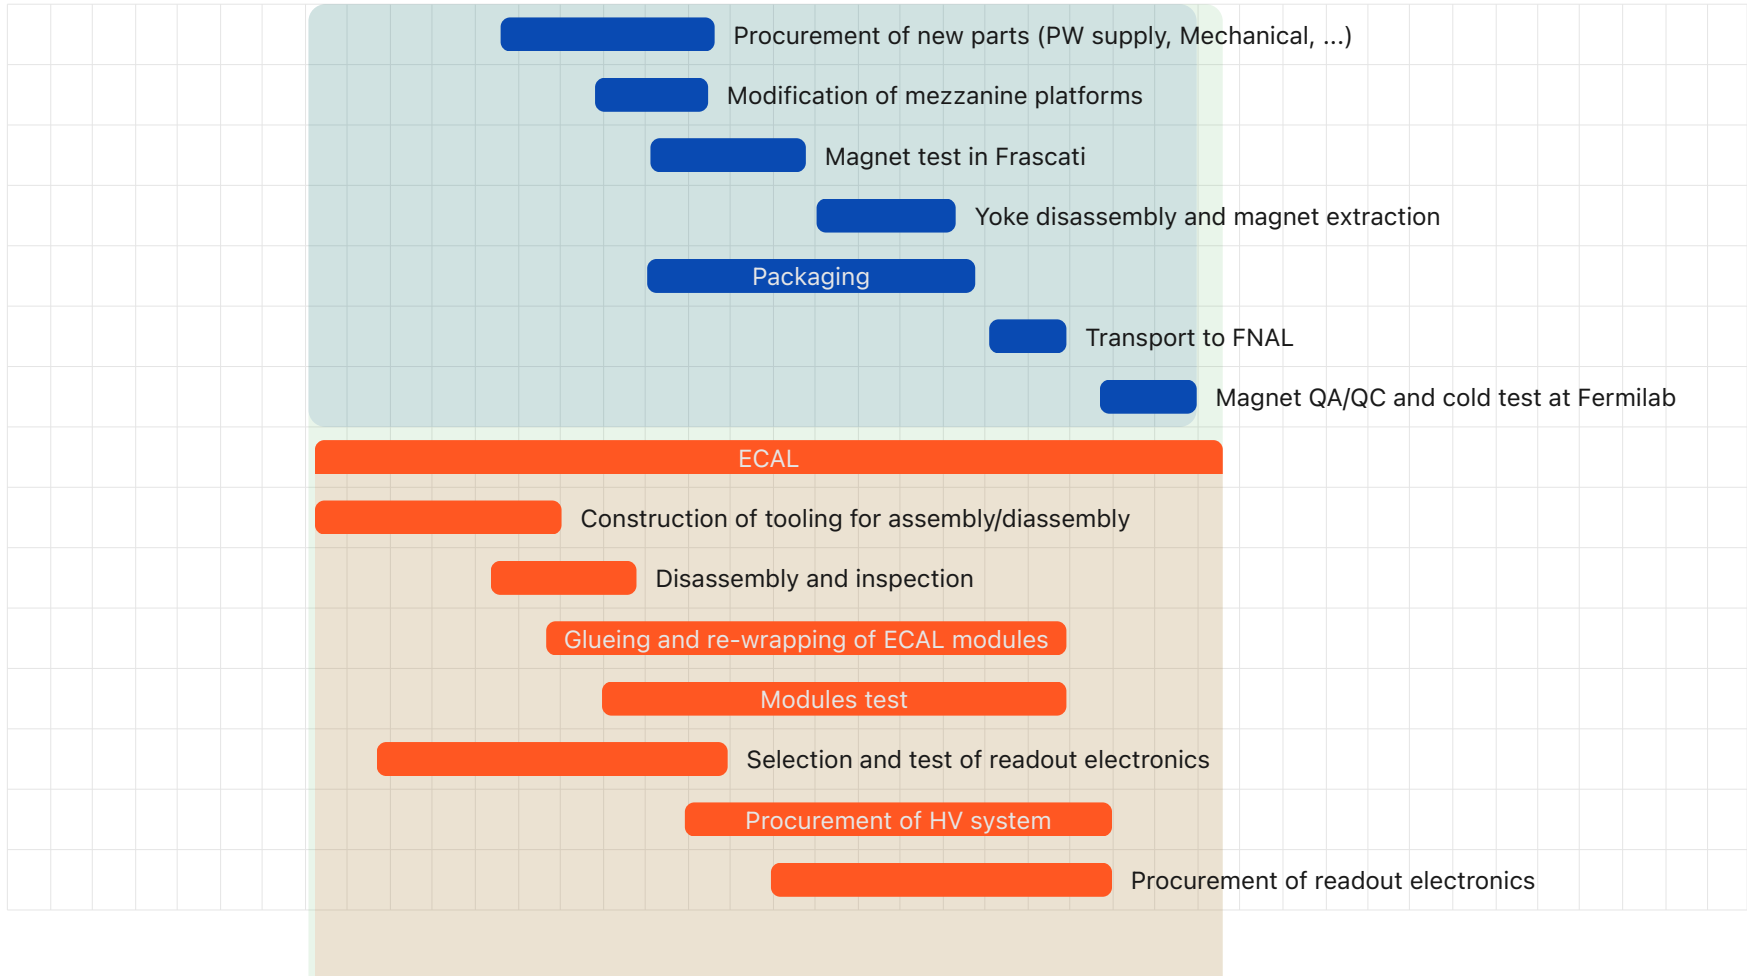 Procurement of new parts (PW supply, Mechanical, ...)
Modification of mezzanine platforms
Magnet test in Frascati
Yoke disassembly and magnet extraction
Packaging
Transport to FNAL
Magnet QA/QC and cold test at Fermilab
ECAL
Construction of tooling for assembly/diassembly
Disassembly and inspection
Glueing and re-wrapping of ECAL modules
Modules test
Selection and test of readout electronics
Procurement of HV system
Procurement of readout electronics